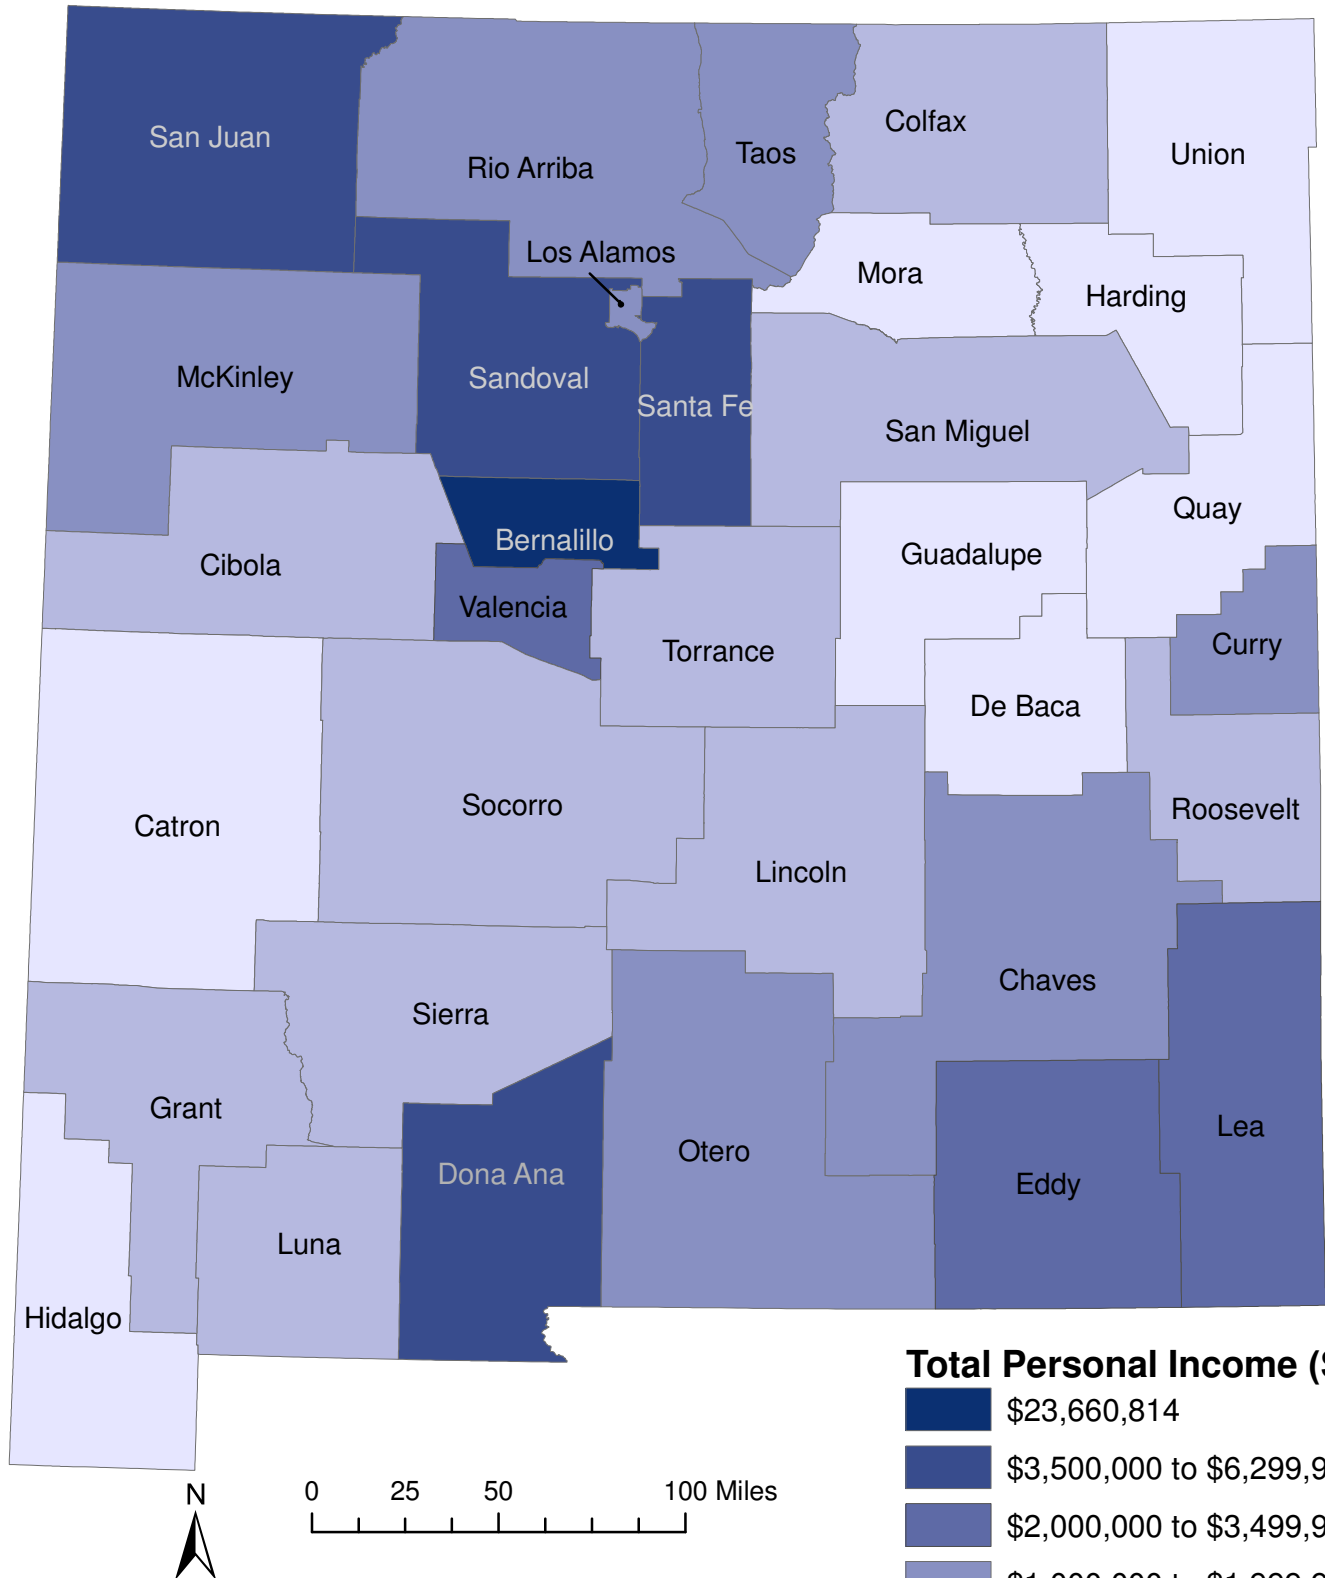 San Juan
Rio Arriba
Taos
Colfax
Union
Los Alamos
Mora
Harding
McKinley
Sandoval
Santa Fe
San Miguel
Quay
Cibola
Bernalillo
Guadalupe
Valencia
Torrance
Curry
De Baca
Catron
Socorro
Roosevelt
Lincoln
Chaves
Sierra
Grant
Otero
Lea
Dona Ana
Eddy
Luna
Hidalgo
Total Personal Income (
$23,660,814
$3,500,000 to $6,299,9
$2,000,000 to $3,499,9
N
0 25 50 100 Miles